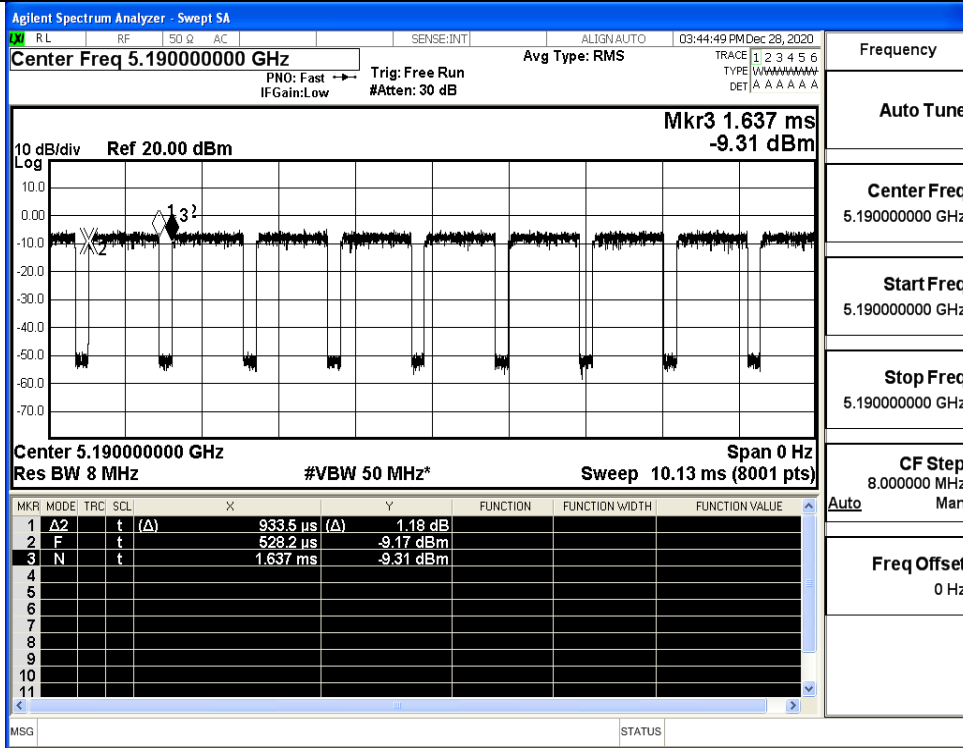 Agilent Spectrum Analyzer - Swept SA
LXI RL RF 50 Ω AC SENSE:INT ALIGN AUTO 03:44:49 PM Dec 28, 2020
Center Freq 5.190000000 GHz
PNO: Fast
IFGain:Low
Trig: Free Run
#Atten: 30 dB
Avg Type: RMS
TRACE 1 2 3 4 5 6
TYPE WWWWWW
DET A A A A A A
Mkr3 1.637 ms
-9.31 dBm
10 dB/div Ref 20.00 dBm
Log
10.0
0.00
-10.0
-20.0
-30.0
-40.0
-50.0
-60.0
-70.0
1
3
2
Center 5.190000000 GHz Span 0 Hz
Res BW 8 MHz #VBW 50 MHz* Sweep 10.13 ms (8001 pts)
MKR MODE TRC SCL X Y FUNCTION FUNCTION WIDTH FUNCTION VALUE
1 Δ2 t (Δ) 933.5 µs (Δ) 1.18 dB
2 F t 528.2 µs -9.17 dBm
3 N t 1.637 ms -9.31 dBm
4
5
6
7
8
9
10
11
MSG STATUS
Frequency
Auto Tune
Center Freq
5.190000000 GHz
Start Freq
5.190000000 GHz
Stop Freq
5.190000000 GHz
CF Step
8.000000 MHz
Auto Man
Freq Offset
0 Hz